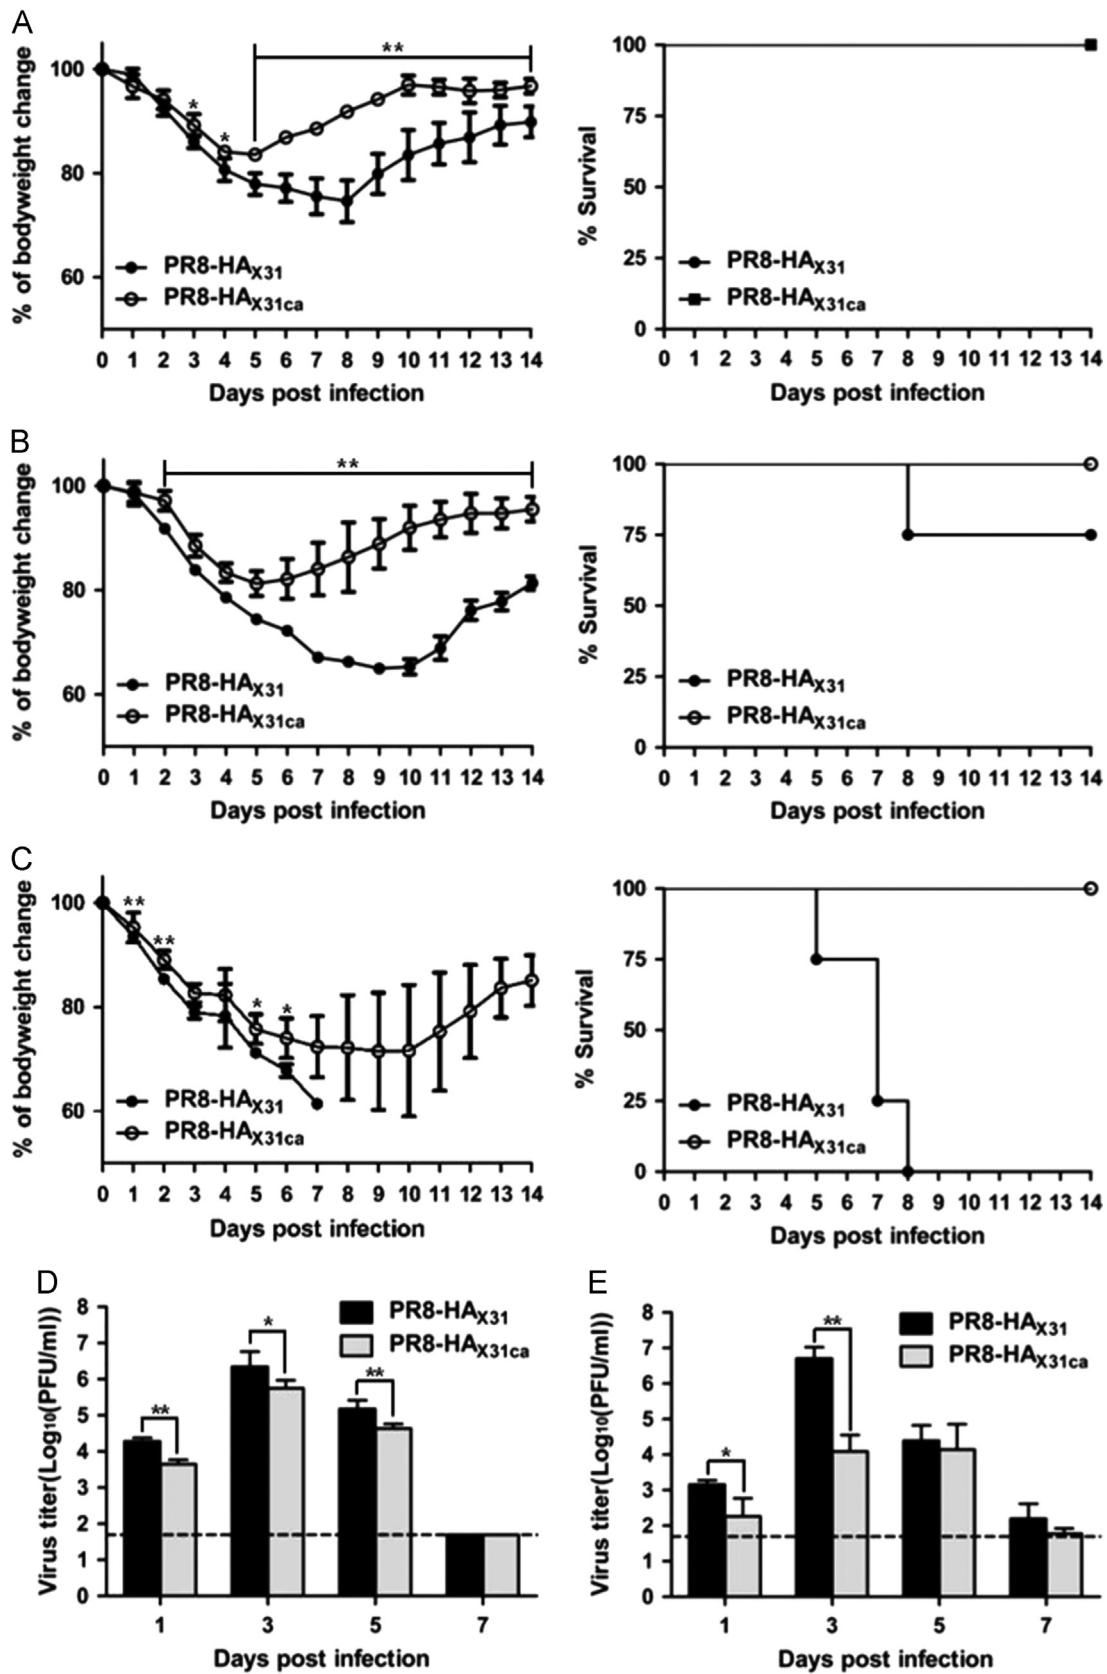 A
% of bodyweight change
100
80
60
**
*
*
PR8-HAX31
PR8-HAX31ca
0 1 2 3 4 5 6 7 8 9 10 11 12 13 14
Days post infection
% Survival
100
75
50
25
0
PR8-HAX31
PR8-HAX31ca
0 1 2 3 4 5 6 7 8 9 10 11 12 13 14
Days post infection
B
% of bodyweight change
100
80
60
**
PR8-HAX31
PR8-HAX31ca
0 1 2 3 4 5 6 7 8 9 10 11 12 13 14
Days post infection
% Survival
100
75
50
25
0
PR8-HAX31
PR8-HAX31ca
0 1 2 3 4 5 6 7 8 9 10 11 12 13 14
Days post infection
C
% of bodyweight change
100
80
60
**
**
*
*
PR8-HAX31
PR8-HAX31ca
0 1 2 3 4 5 6 7 8 9 10 11 12 13 14
Days post infection
% Survival
100
75
50
25
0
PR8-HAX31
PR8-HAX31ca
0 1 2 3 4 5 6 7 8 9 10 11 12 13 14
Days post infection
D
Virus titer(Log10(PFU/ml))
8
7
6
5
4
3
2
1
0
PR8-HAX31
PR8-HAX31ca
**
*
**
1 3 5 7
Days post infection
E
Virus titer(Log10(PFU/ml))
8
7
6
5
4
3
2
1
0
PR8-HAX31
PR8-HAX31ca
*
**
1 3 5 7
Days post infection